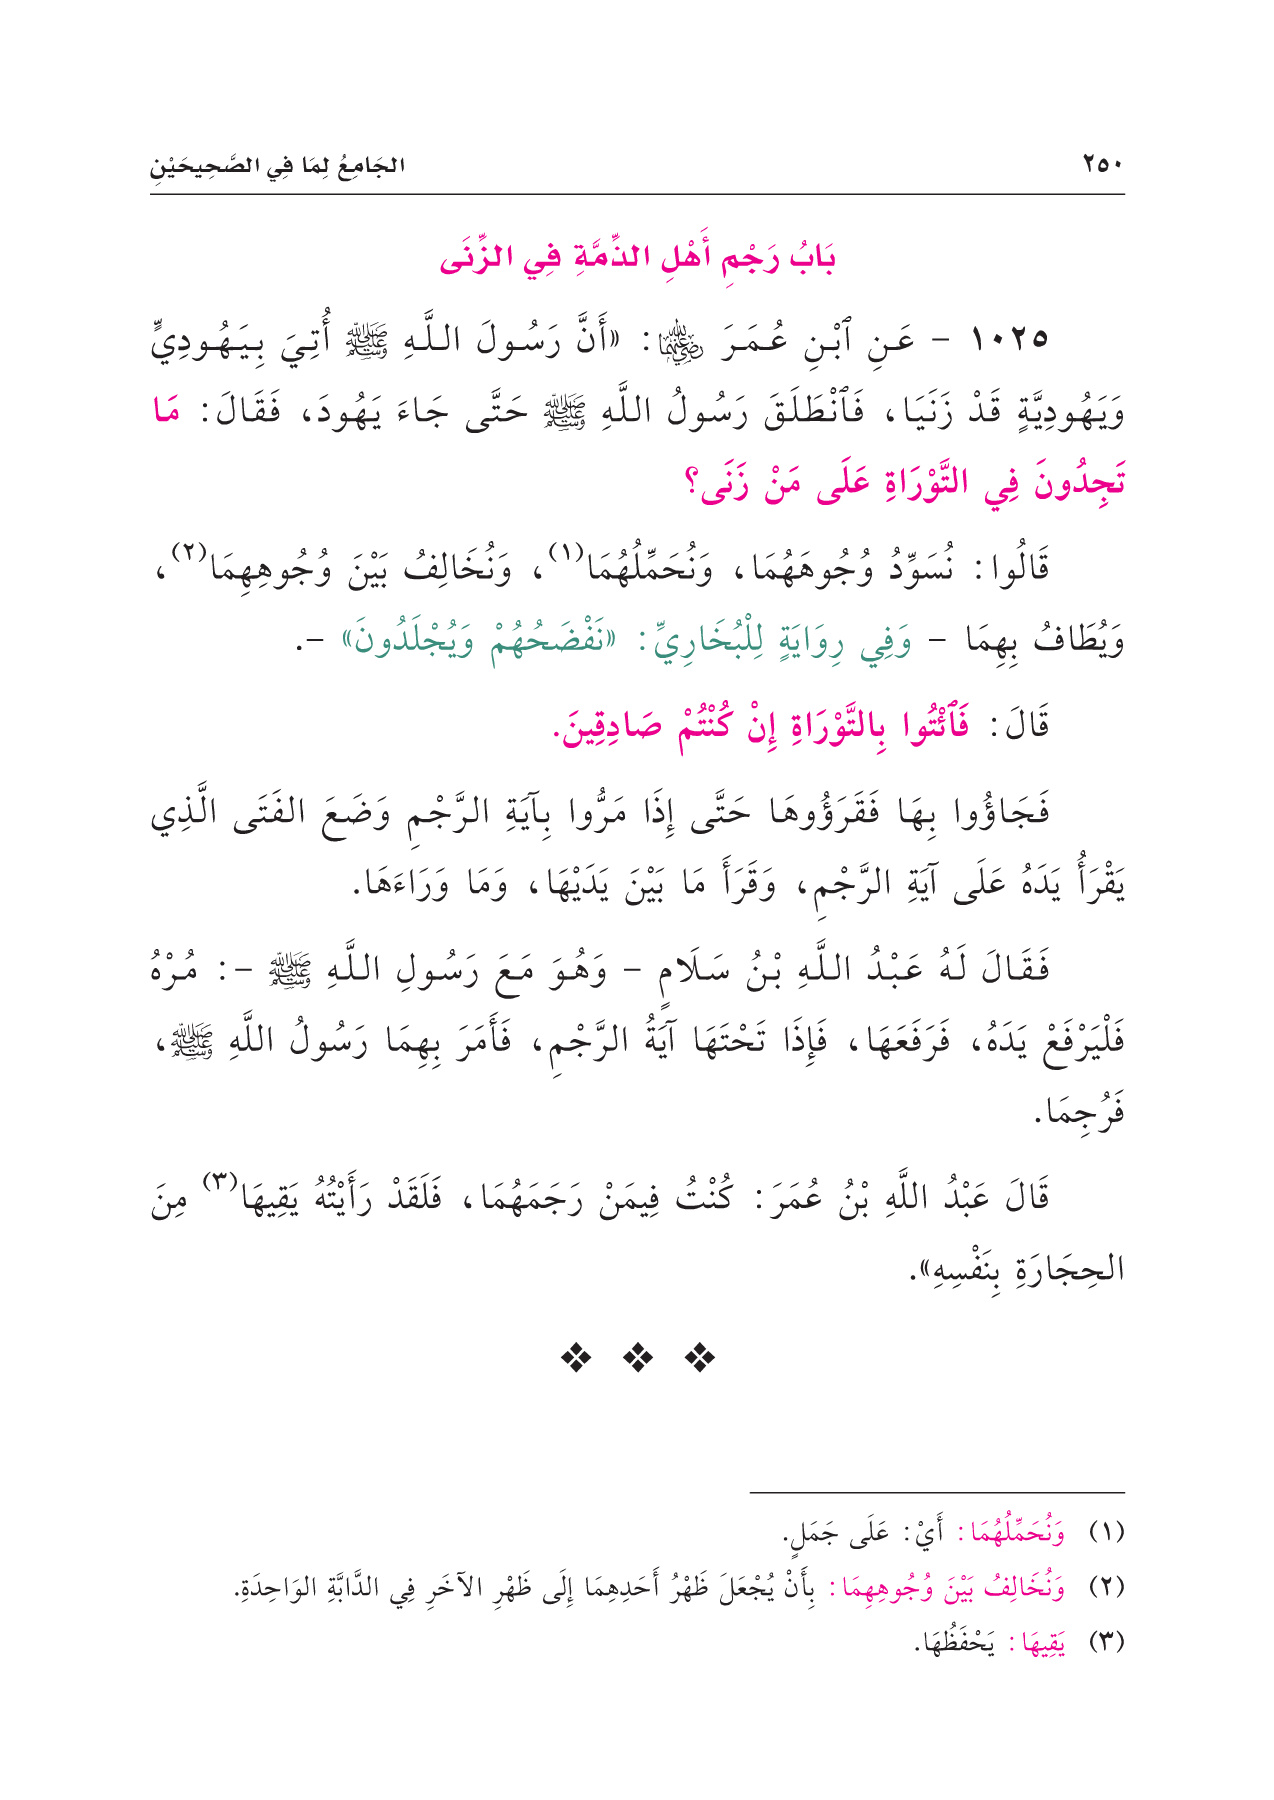 ٢٥٠ الجَامِعُ لِمَا فِي الصَّحِيحَيْنِ
بَابُ رَجْمِ أَهْلِ الذِّمَّةِ فِي الزِّنَى
١٠٢٥ - عَنِ ٱبْنِ عُمَرَ رضي الله عنهما: «أَنَّ رَسُولَ اللَّهِ ﷺ أُتِيَ بِيَهُودِيٍّ
وَيَهُودِيَّةٍ قَدْ زَنَيَا، فَٱنْطَلَقَ رَسُولُ اللَّهِ ﷺ حَتَّى جَاءَ يَهُودَ، فَقَالَ: مَا
تَجِدُونَ فِي التَّوْرَاةِ عَلَى مَنْ زَنَى؟
قَالُوا: نُسَوِّدُ وُجُوهَهُمَا، وَنُحَمِّلُهُمَا(١)، وَنُخَالِفُ بَيْنَ وُجُوهِهِمَا(٢)،
وَيُطَافُ بِهِمَا - وَفِي رِوَايَةٍ لِلْبُخَارِيِّ: «نَفْضَحُهُمْ وَيُجْلَدُونَ» -.
قَالَ: فَٱئْتُوا بِالتَّوْرَاةِ إِنْ كُنْتُمْ صَادِقِينَ.
فَجَاؤُوا بِهَا فَقَرَؤُوهَا حَتَّى إِذَا مَرُّوا بِآيَةِ الرَّجْمِ وَضَعَ الفَتَى الَّذِي
يَقْرَأُ يَدَهُ عَلَى آيَةِ الرَّجْمِ، وَقَرَأَ مَا بَيْنَ يَدَيْهَا، وَمَا وَرَاءَهَا.
فَقَالَ لَهُ عَبْدُ اللَّهِ بْنُ سَلَامٍ - وَهُوَ مَعَ رَسُولِ اللَّهِ ﷺ -: مُرْهُ
فَلْيَرْفَعْ يَدَهُ، فَرَفَعَهَا، فَإِذَا تَحْتَهَا آيَةُ الرَّجْمِ، فَأَمَرَ بِهِمَا رَسُولُ اللَّهِ ﷺ،
فَرُجِمَا.
قَالَ عَبْدُ اللَّهِ بْنُ عُمَرَ: كُنْتُ فِيمَنْ رَجَمَهُمَا، فَلَقَدْ رَأَيْتُهُ يَقِيهَا(٣) مِنَ
الحِجَارَةِ بِنَفْسِهِ».
(١) وَنُحَمِّلُهُمَا: أَيْ: عَلَى جَمَلٍ.
(٢) وَنُخَالِفُ بَيْنَ وُجُوهِهِمَا: بِأَنْ يُجْعَلَ ظَهْرُ أَحَدِهِمَا إِلَى ظَهْرِ الآخَرِ فِي الدَّابَّةِ الوَاحِدَةِ.
(٣) يَقِيهَا: يَحْفَظُهَا.